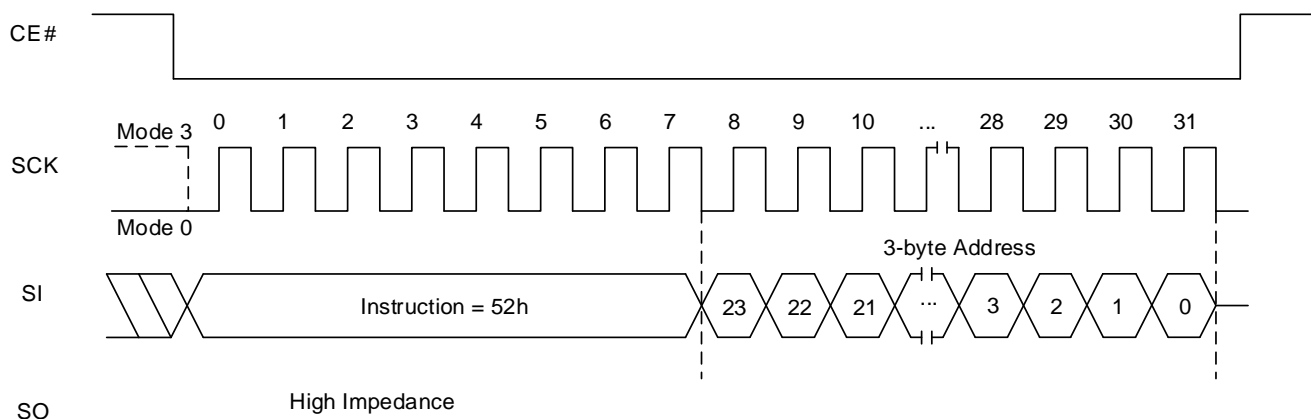 CE#
0 1 2 3 4 5 6 7 8 9 10 ... 28 29 30 31
Mode 3
SCK
Mode 0
3-byte Address
SI
Instruction = 52h
23 22 21 ... 3 2 1 0
High Impedance
SO